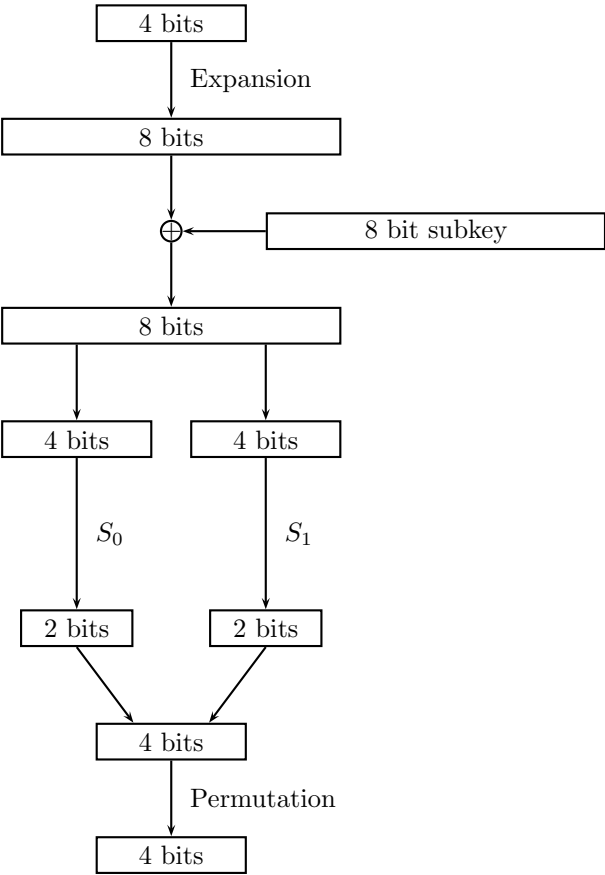 4 bits
Expansion
8 bits
8 bit subkey
8 bits
4 bits
4 bits
S₀
S₁
2 bits
2 bits
4 bits
Permutation
4 bits